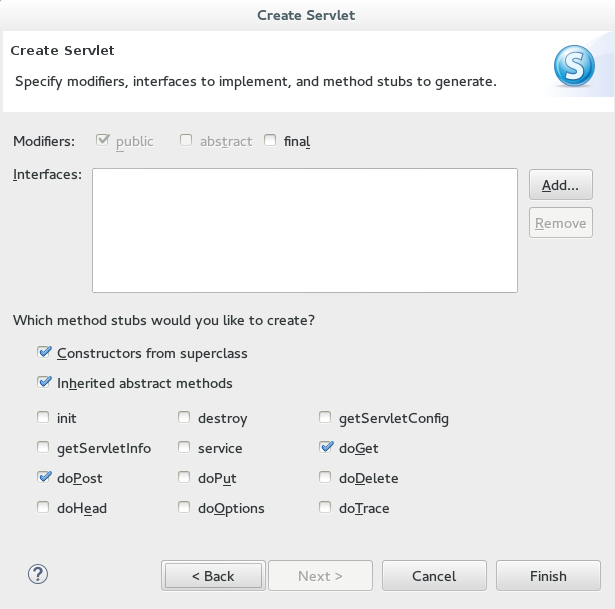 Create Servlet
Create Servlet
Specify modifiers, interfaces to implement, and method stubs to generate.
S
Modifiers: public abstract final
Interfaces:
Add...
Remove
Which method stubs would you like to create?
Constructors from superclass
Inherited abstract methods
init destroy getServletConfig
getServletInfo service doGet
doPost doPut doDelete
doHead doOptions doTrace
? < Back Next > Cancel Finish